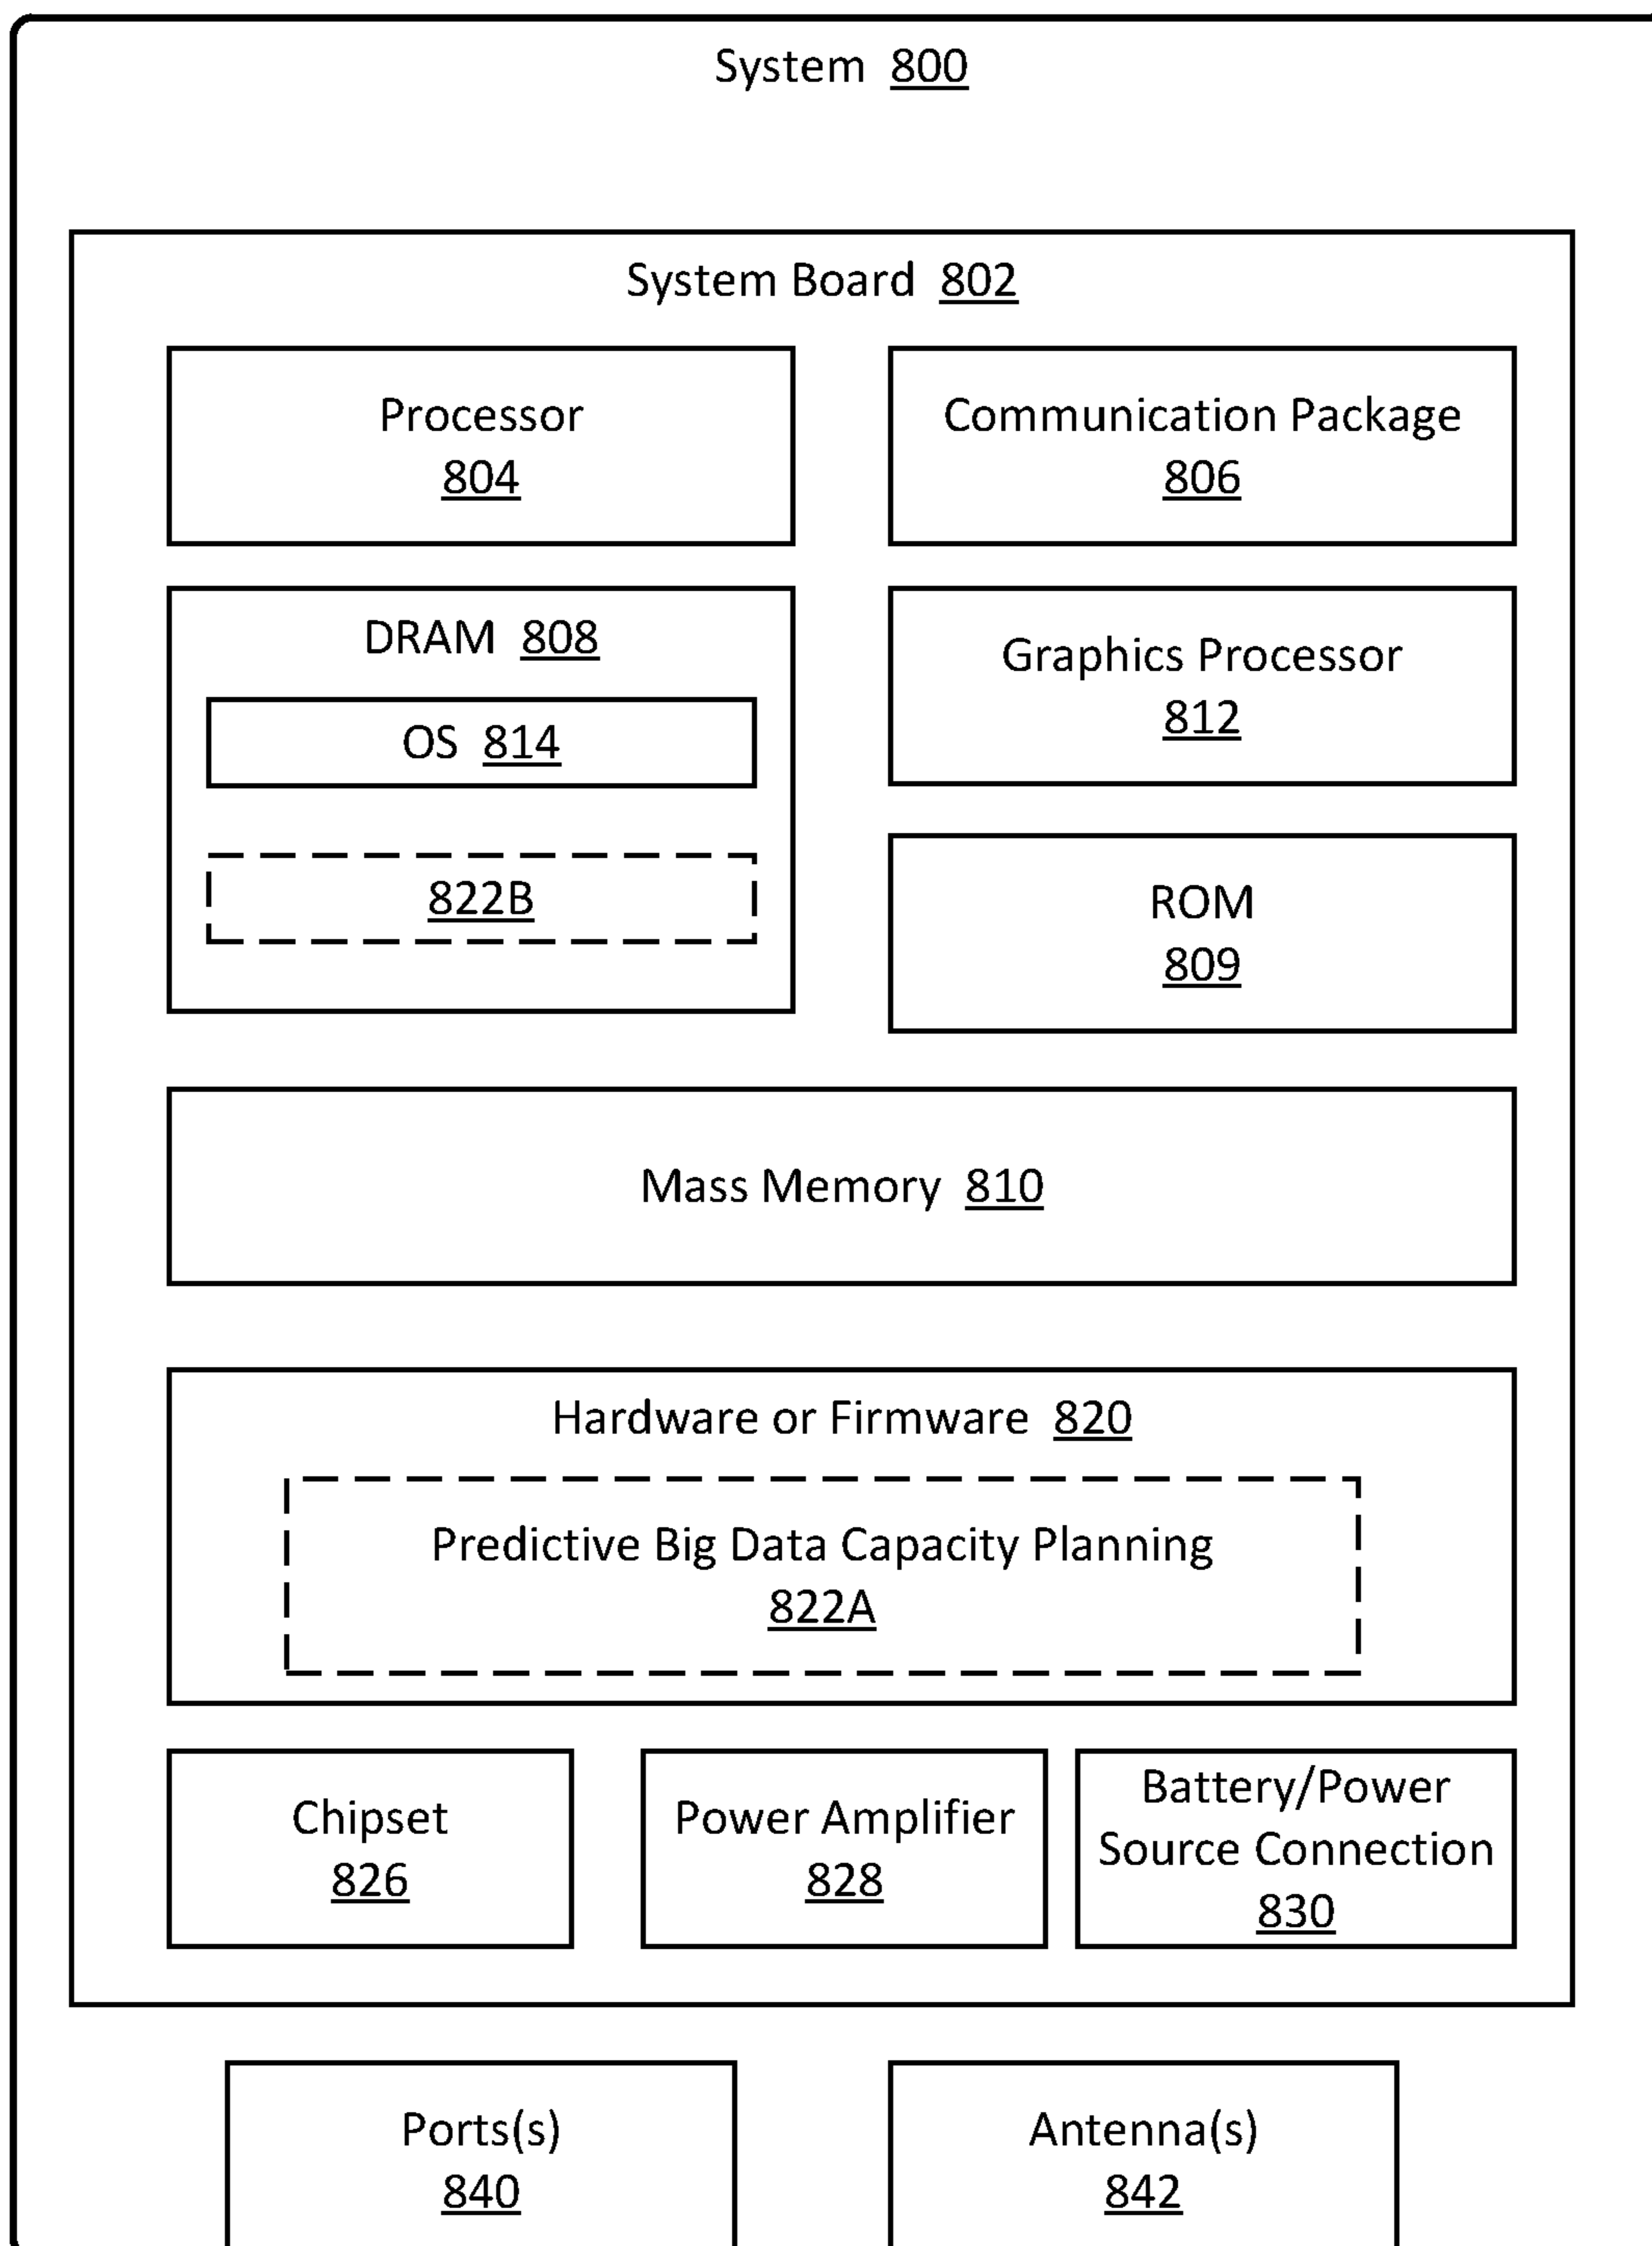 System 800
System Board 802
Processor
804
Communication Package
806
DRAM 808
OS 814
822B
Graphics Processor
812
ROM
809
Mass Memory 810
Hardware or Firmware 820
Predictive Big Data Capacity Planning
822A
Chipset
826
Power Amplifier
828
Battery/Power
Source Connection
830
Ports(s)
840
Antenna(s)
842